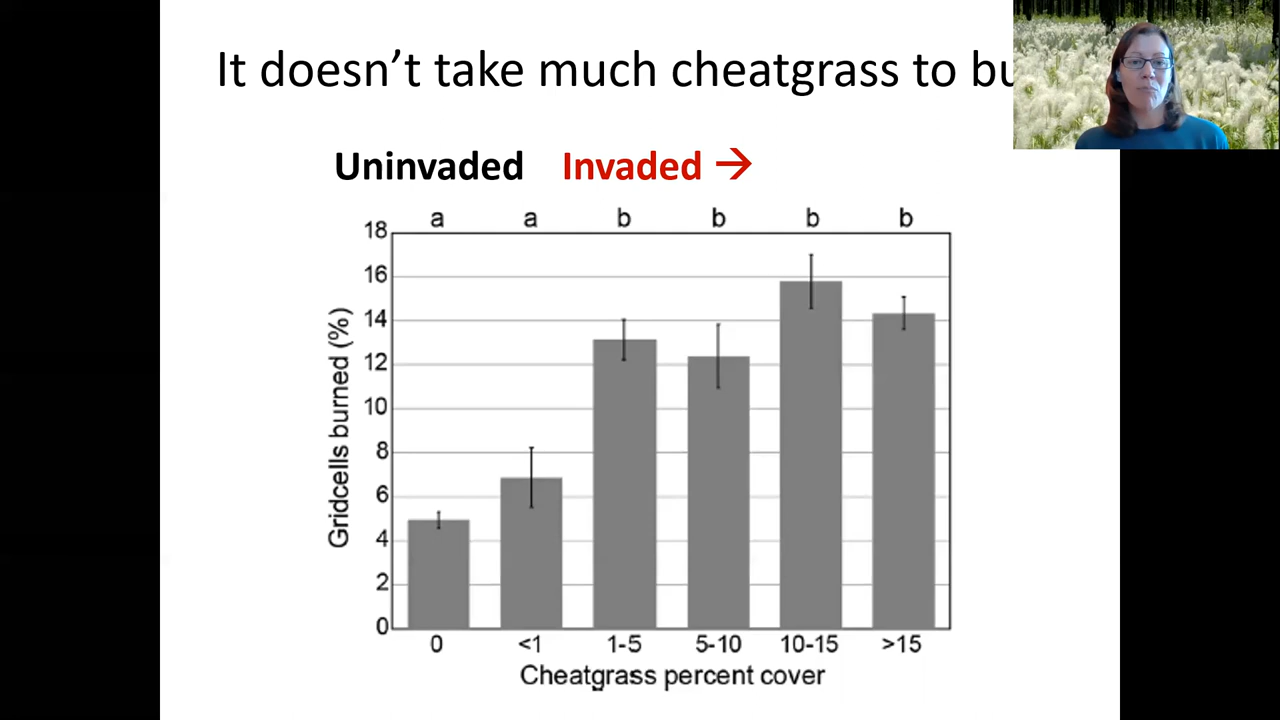 It doesn’t take much cheatgrass to bu
Uninvaded Invaded →
a a b b b b
18
16
14
12
10
8
6
4
2
0
Gridcells burned (%)
0 <1 1-5 5-10 10-15 >15
Cheatgrass percent cover